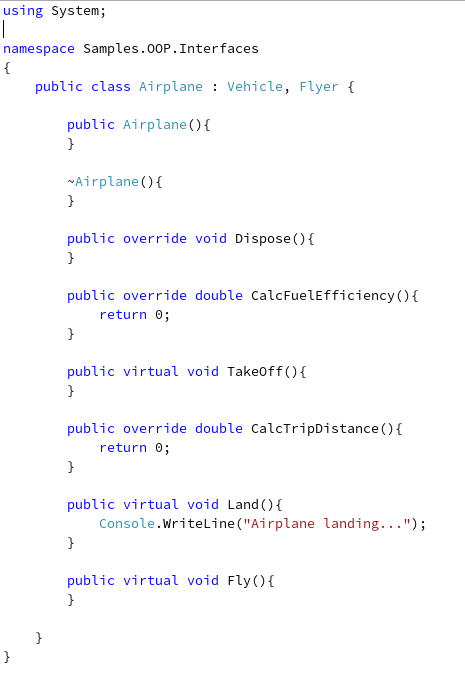 using System;
namespace Samples.OOP.Interfaces
{
    public class Airplane : Vehicle, Flyer {
        public Airplane(){
        }
        ~Airplane(){
        }
        public override void Dispose(){
        }
        public override double CalcFuelEfficiency(){
            return 0;
        }
        public virtual void TakeOff(){
        }
        public override double CalcTripDistance(){
            return 0;
        }
        public virtual void Land(){
            Console.WriteLine("Airplane landing...");
        }
        public virtual void Fly(){
        }
    }
}